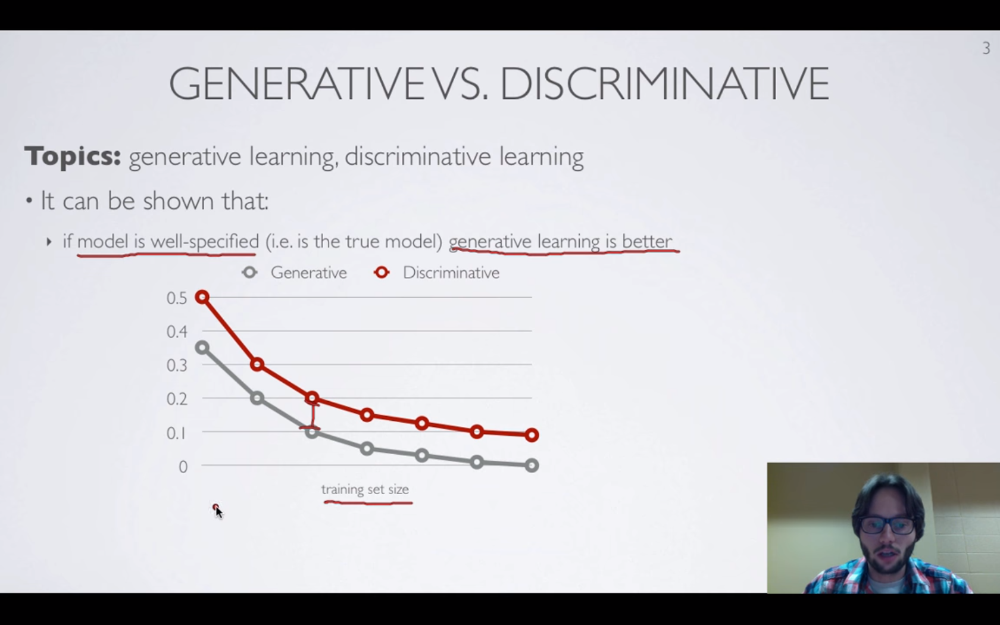 3
GENERATIVE VS. DISCRIMINATIVE
Topics: generative learning, discriminative learning
• It can be shown that:
‣ if model is well-specified (i.e. is the true model) generative learning is better
Generative Discriminative
0.5
0.4
0.3
0.2
0.1
0
training set size